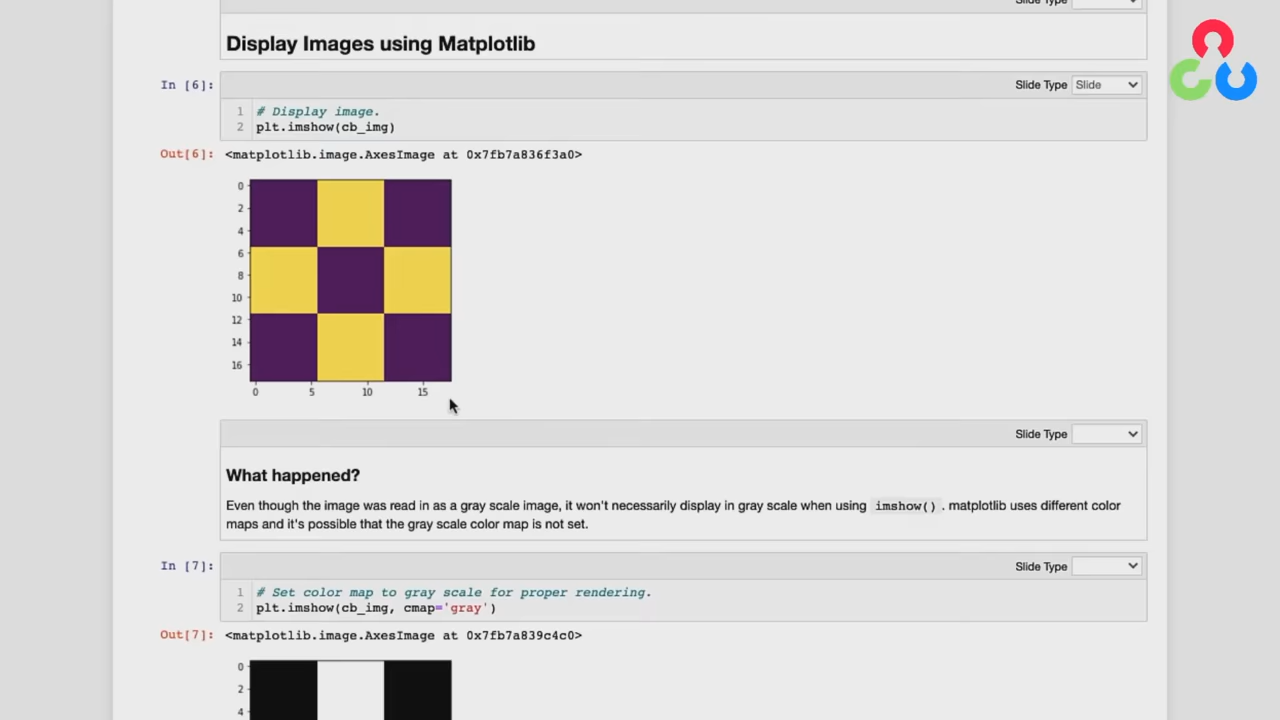 Slide Type
Display Images using Matplotlib
In [6]:
Slide Type Slide
1 # Display image.
2 plt.imshow(cb_img)
Out[6]: <matplotlib.image.AxesImage at 0x7fb7a836f3a0>
0
2
4
6
8
10
12
14
16
0 5 10 15
Slide Type
What happened?
Even though the image was read in as a gray scale image, it won't necessarily display in gray scale when using imshow() . matplotlib uses different color
maps and it's possible that the gray scale color map is not set.
In [7]:
Slide Type
1 # Set color map to gray scale for proper rendering.
2 plt.imshow(cb_img, cmap='gray')
Out[7]: <matplotlib.image.AxesImage at 0x7fb7a839c4c0>
0
2
4